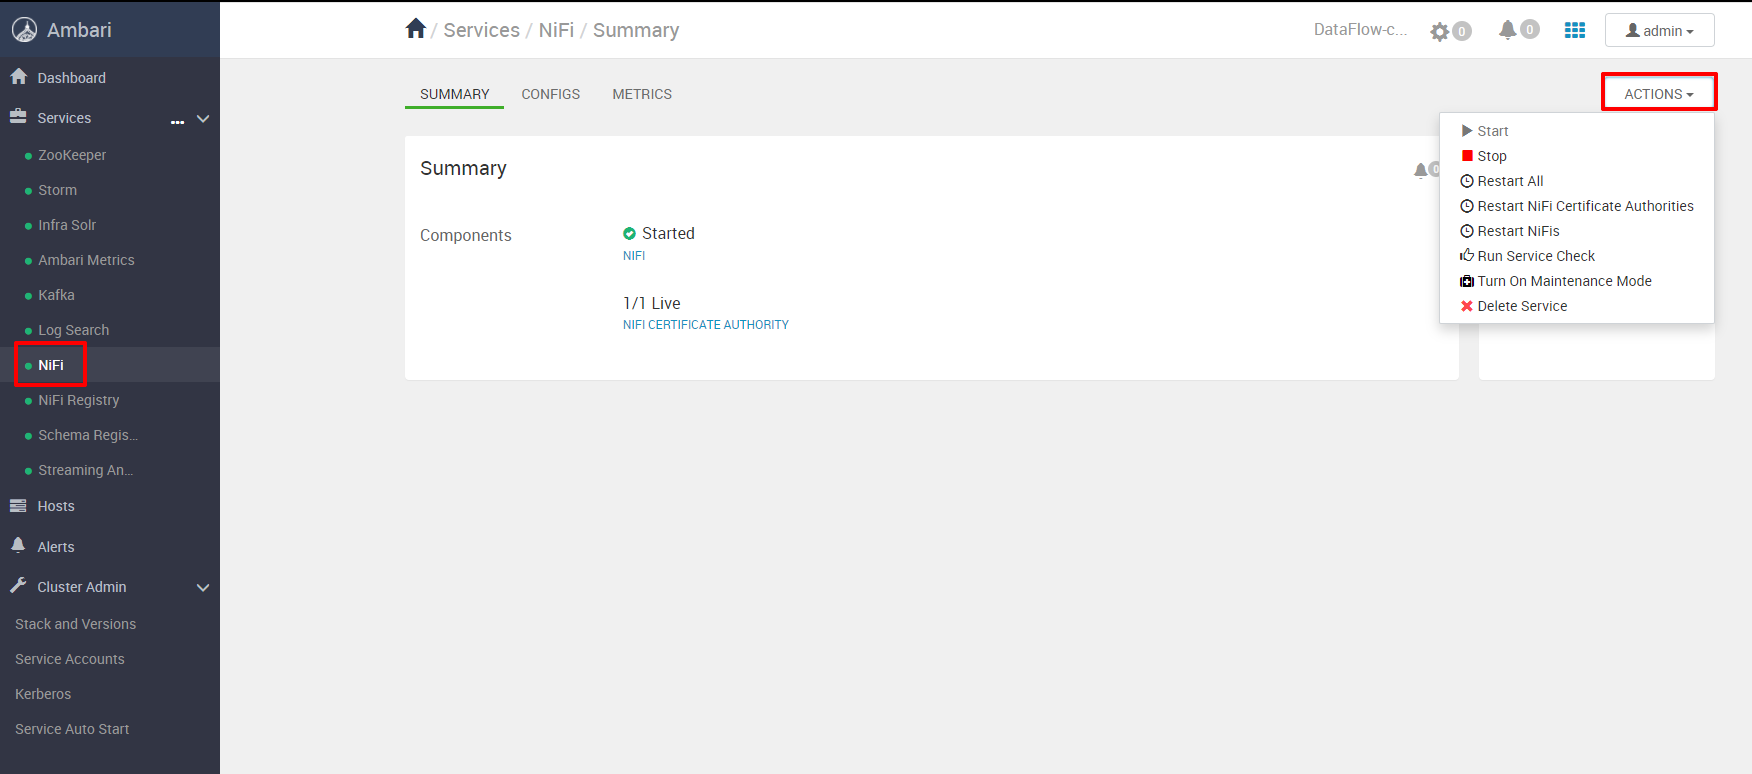 Ambari
/ Services / NiFi / Summary
DataFlow-c...
0
0
admin
Dashboard
Services
...
ZooKeeper
Storm
Infra Solr
Ambari Metrics
Kafka
Log Search
NiFi
NiFi Registry
Schema Regis...
Streaming An...
Hosts
Alerts
Cluster Admin
Stack and Versions
Service Accounts
Kerberos
Service Auto Start
SUMMARY
CONFIGS
METRICS
ACTIONS
Start
Stop
Restart All
Restart NiFi Certificate Authorities
Restart NiFis
Run Service Check
Turn On Maintenance Mode
Delete Service
Summary
0
Components
Started
NIFI
1/1 Live
NIFI CERTIFICATE AUTHORITY